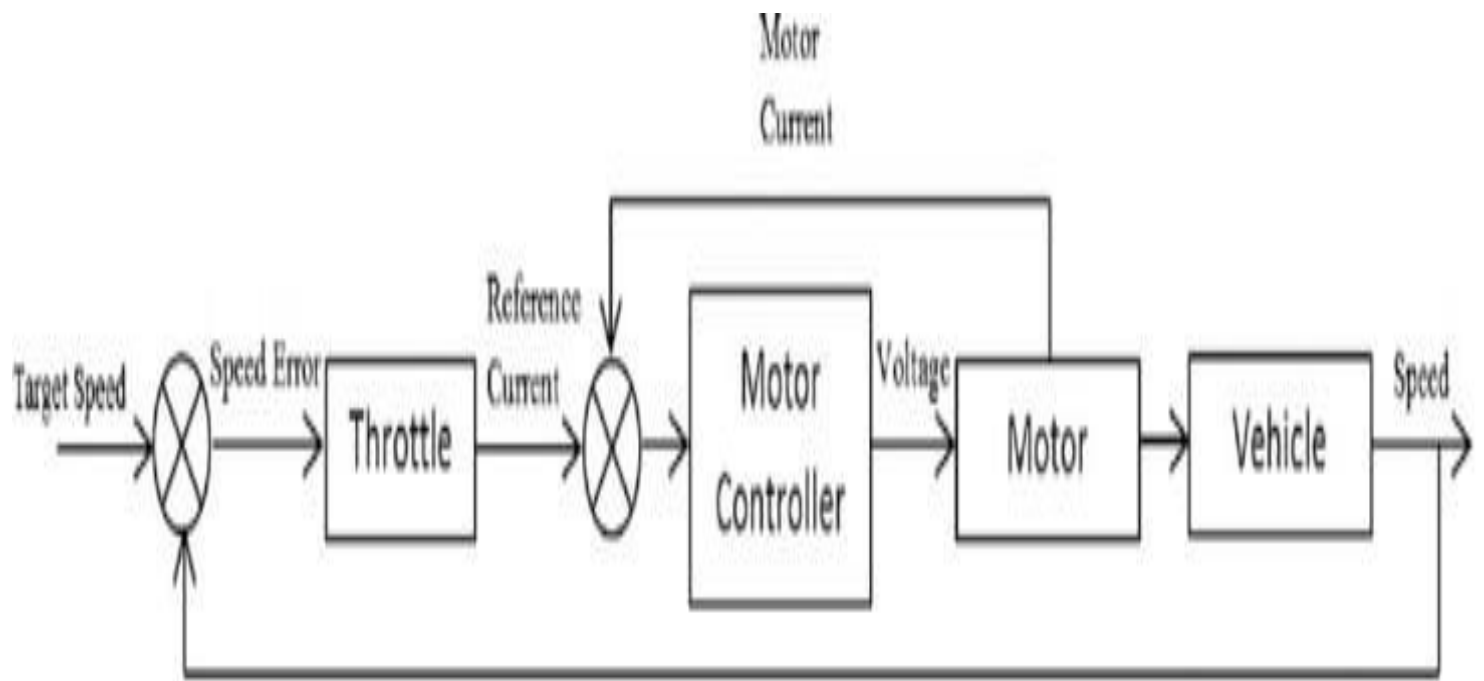 Motor
Current
Reference
Current
Target Speed
Speed Error
Throttle
Motor
Controller
Voltage
Motor
Vehicle
Speed